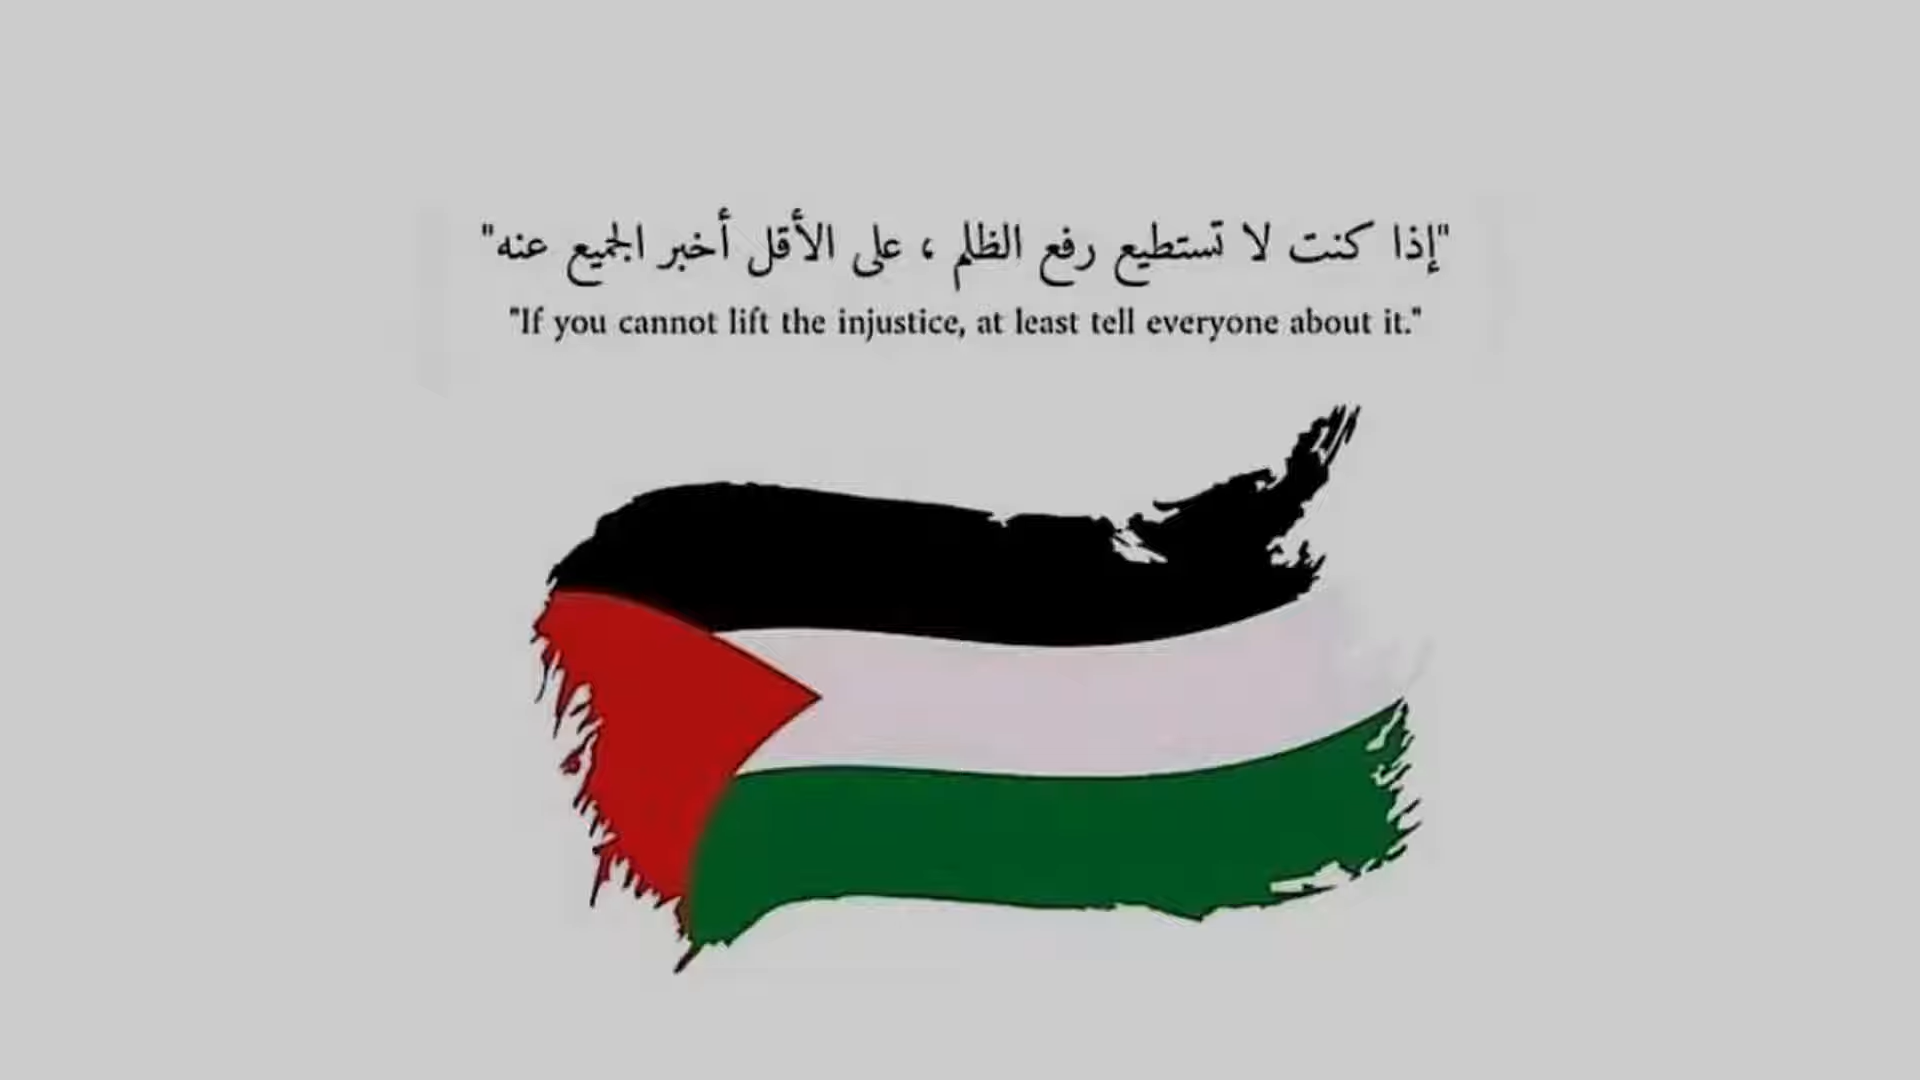 "إذا كنت لا تستطيع رفع الظلم ، على الأقل أخبر الجميع عنه"
"If you cannot lift the injustice, at least tell everyone about it."